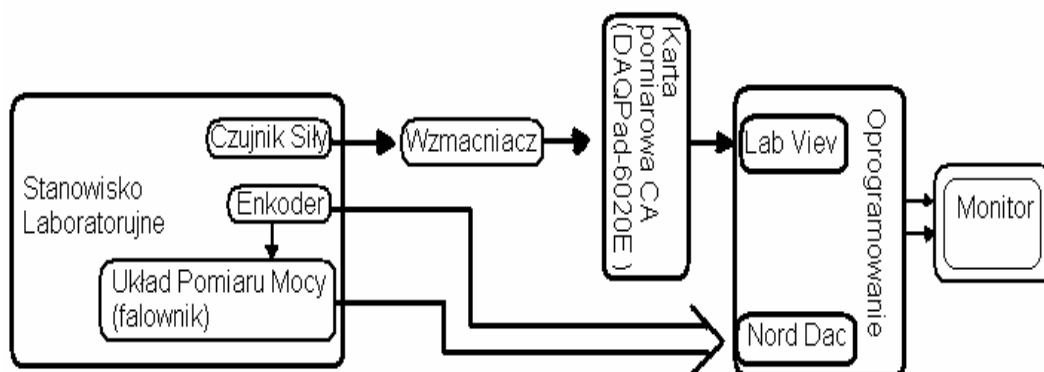 Stanowisko
Laboratorujne
Czujnik Siły
Enkoder
Układ Pomiaru Mocy
(falownik)
Wzmacniacz
Karta
pomiarowa CA
(DAQPad-6020E )
Oprogramowanie
Lab Viev
Nord Dac
Monitor